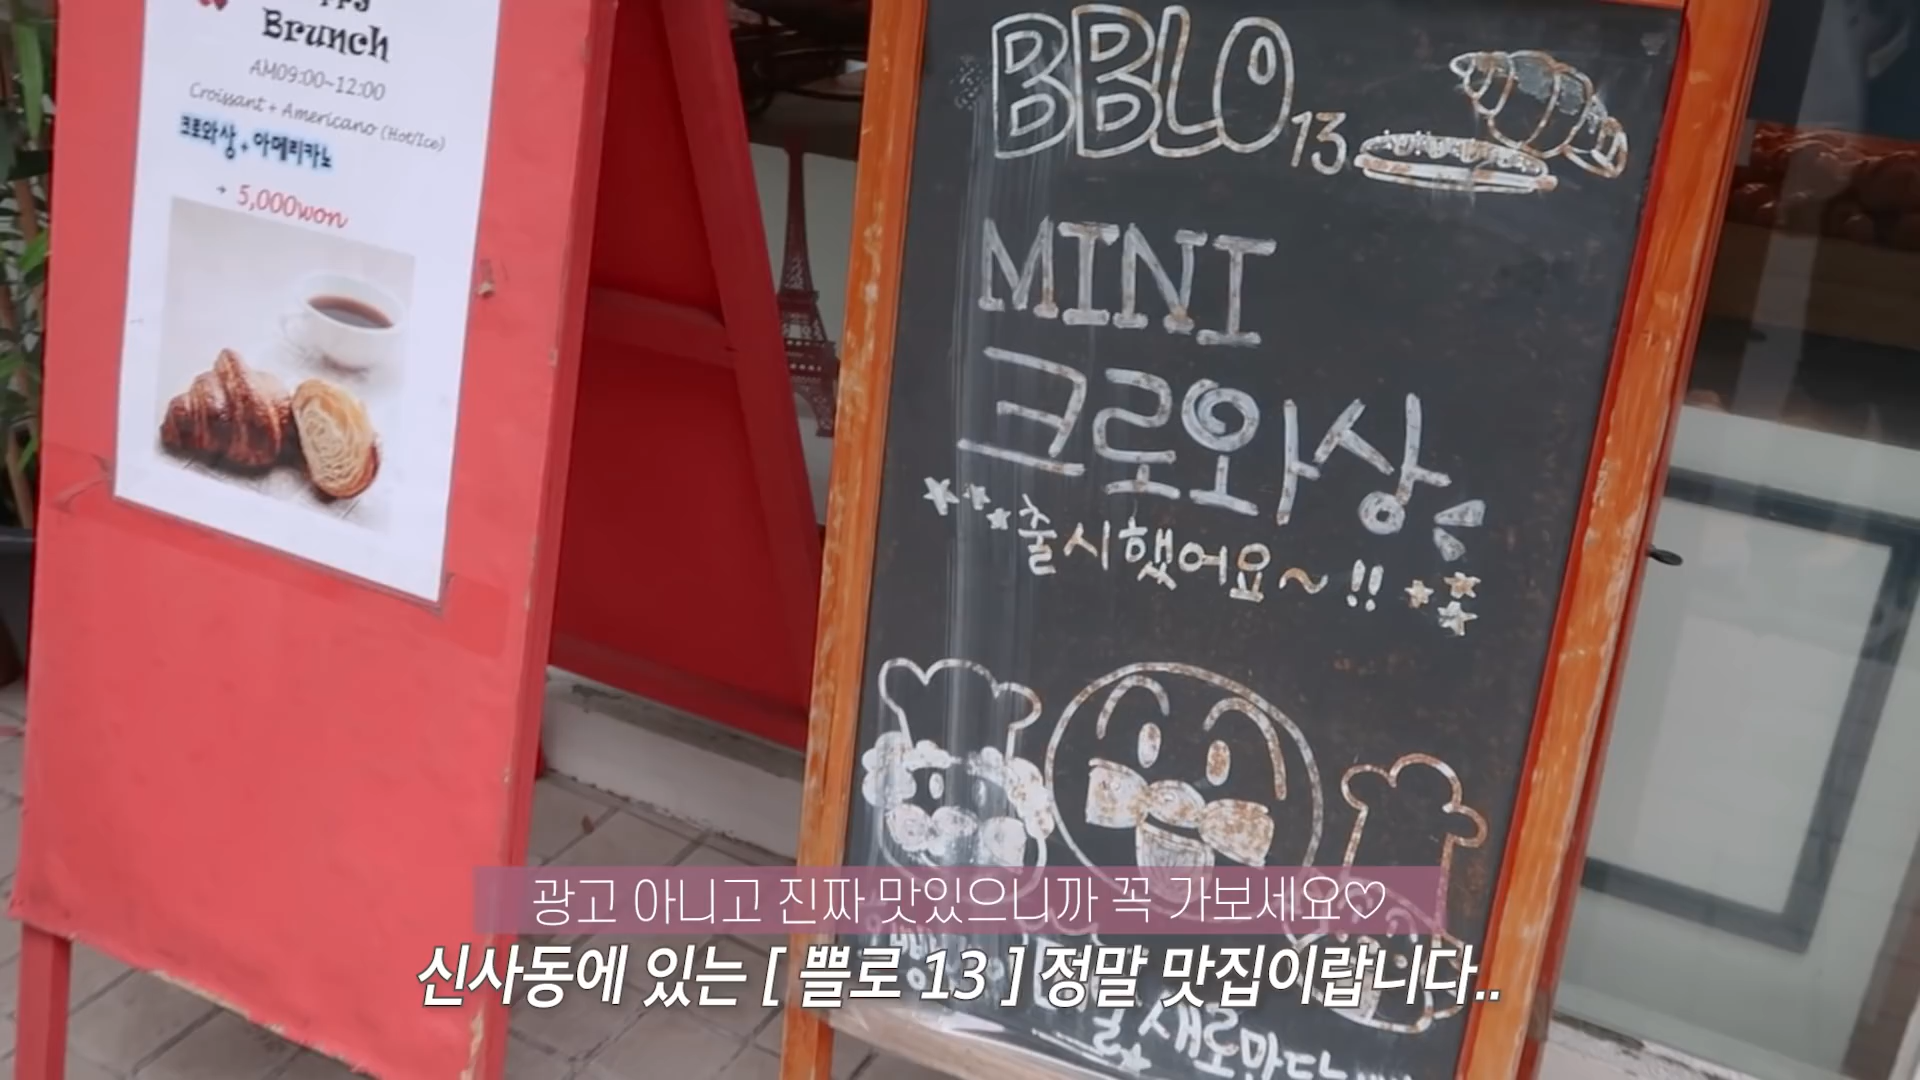 Brunch
AM09:00~12:00
Croissant + Americano (Hot/Ice)
크로와상 + 아메리카노
→ 5,000won
BBLO 13
MINI
크로와상
출시했어요~!!
광고 아니고 진짜 맛있으니까 꼭 가보세요♡
신사동에 있는 [ 쁠로 13 ] 정말 맛집이랍니다..